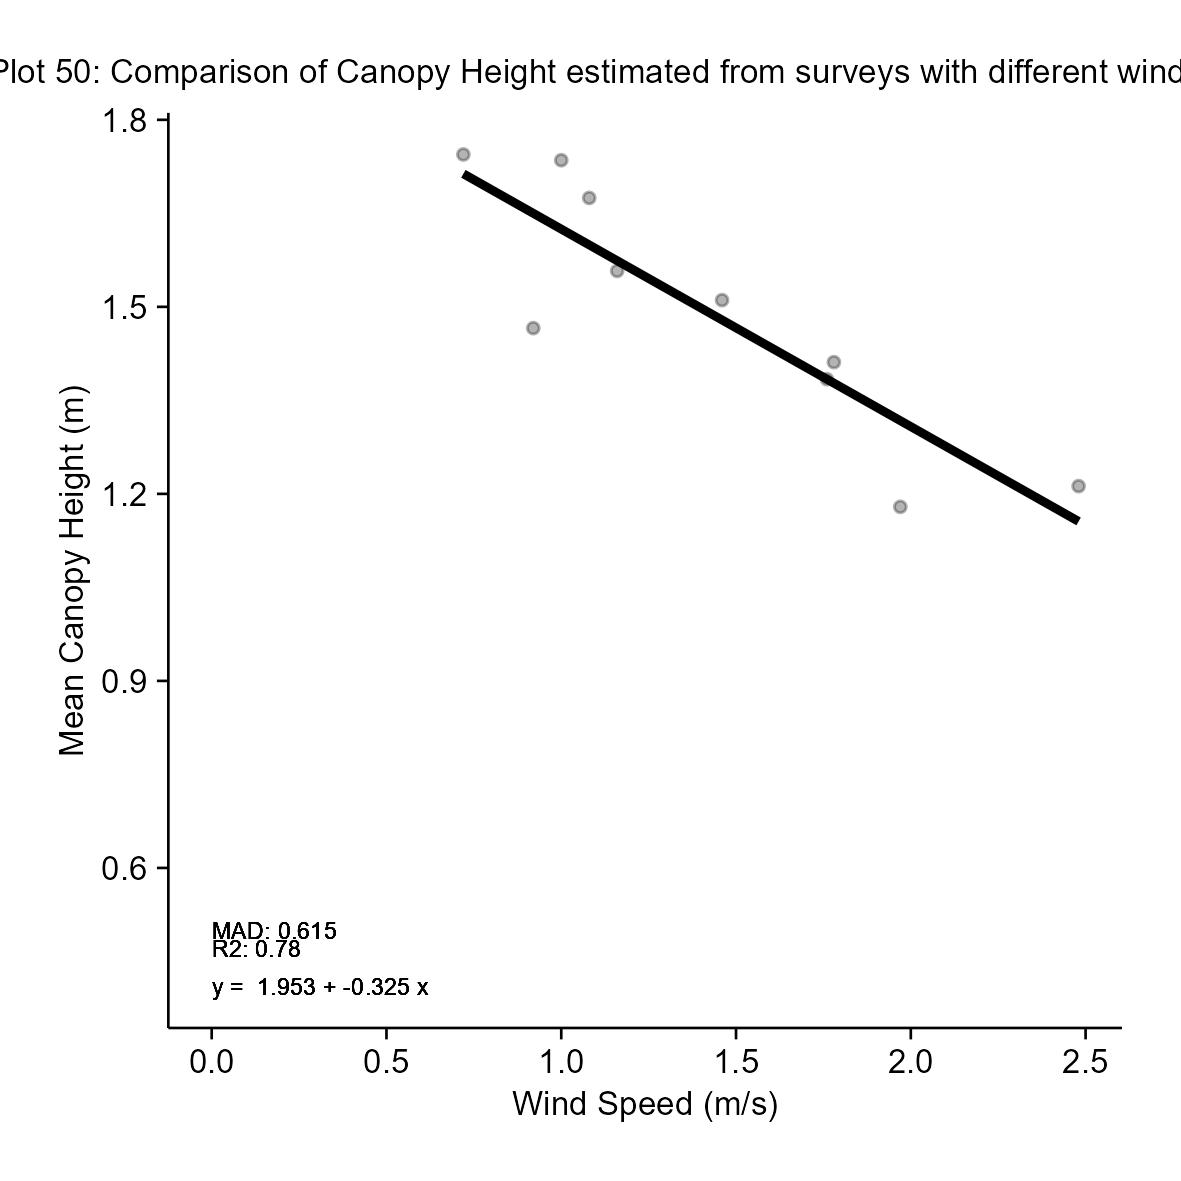 Plot 50: Comparison of Canopy Height estimated from surveys with different wind
1.8
1.5
1.2
0.9
0.6
Mean Canopy Height (m)
MAD: 0.615
R2: 0.78
y =  1.953 + -0.325 x
0.0 0.5 1.0 1.5 2.0 2.5
Wind Speed (m/s)